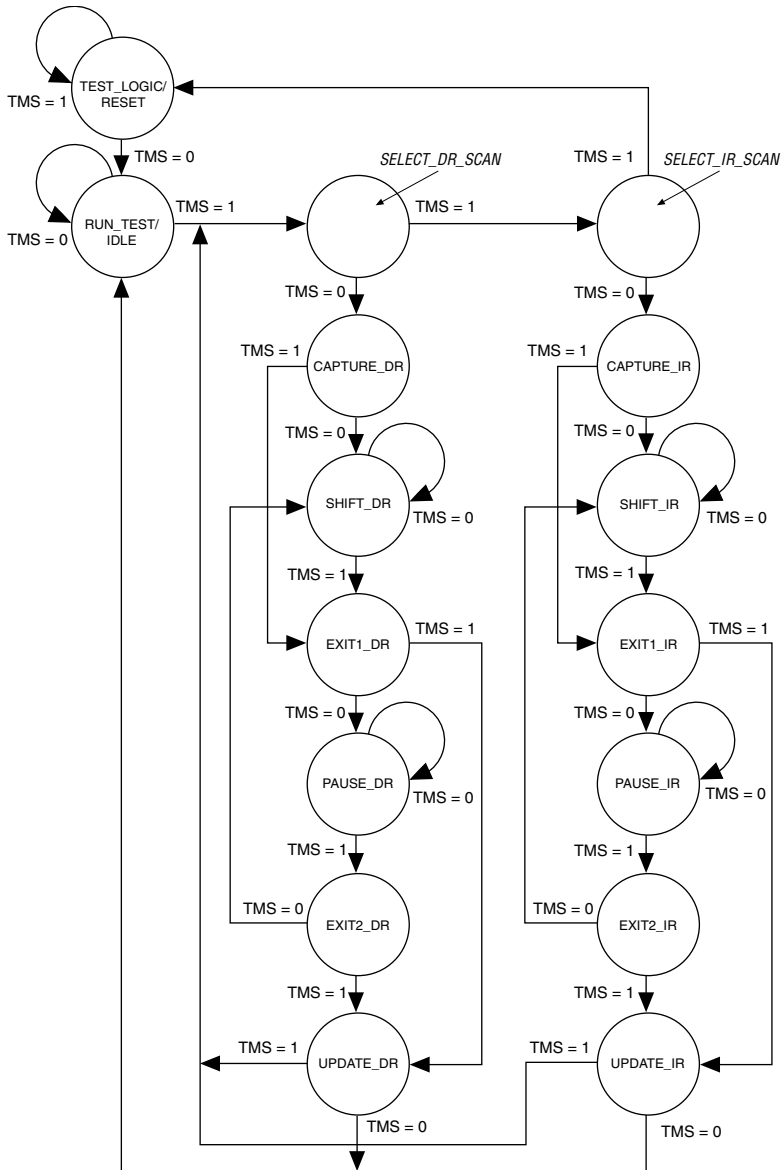 TEST_LOGIC/
RESET
TMS = 1
TMS = 0
SELECT_DR_SCAN
TMS = 1
SELECT_IR_SCAN
RUN_TEST/
IDLE
TMS = 0
TMS = 1
TMS = 1
TMS = 0
TMS = 0
TMS = 1
CAPTURE_DR
TMS = 1
CAPTURE_IR
TMS = 0
TMS = 0
SHIFT_DR
TMS = 0
SHIFT_IR
TMS = 0
TMS = 1
TMS = 1
EXIT1_DR
TMS = 1
EXIT1_IR
TMS = 1
TMS = 0
TMS = 0
PAUSE_DR
TMS = 0
PAUSE_IR
TMS = 0
TMS = 1
TMS = 1
TMS = 0
EXIT2_DR
TMS = 0
EXIT2_IR
TMS = 1
TMS = 1
TMS = 1
UPDATE_DR
TMS = 1
UPDATE_IR
TMS = 0
TMS = 0